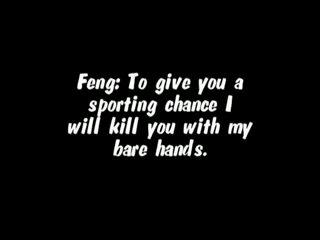 Feng: To give you a
sporting chance I
will kill you with my
bare hands.